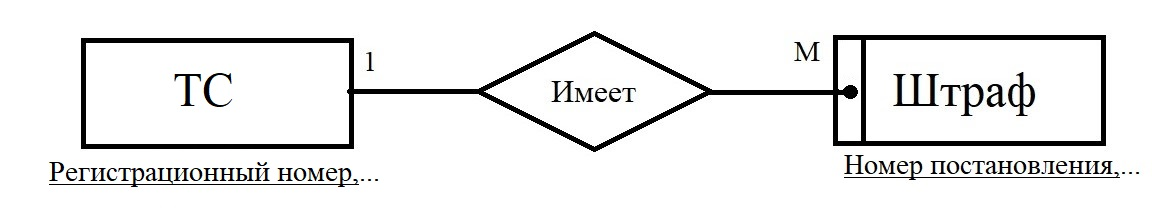 ТС
1
Имеет
М
Штраф
Регистрационный номер,...
Номер постановления,...